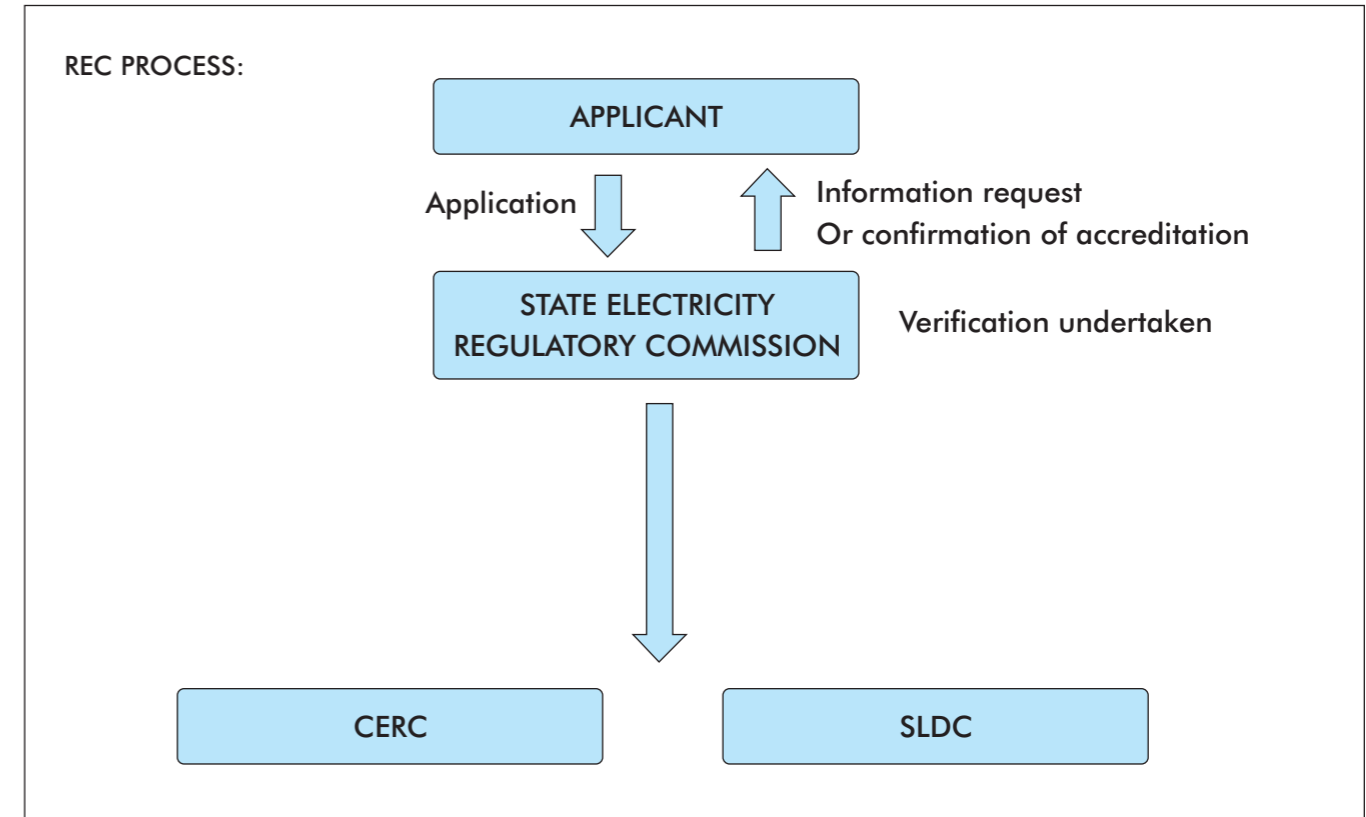 REC PROCESS:
APPLICANT
Application
Information request
Or confirmation of accreditation
STATE ELECTRICITY
REGULATORY COMMISSION
Verification undertaken
CERC
SLDC